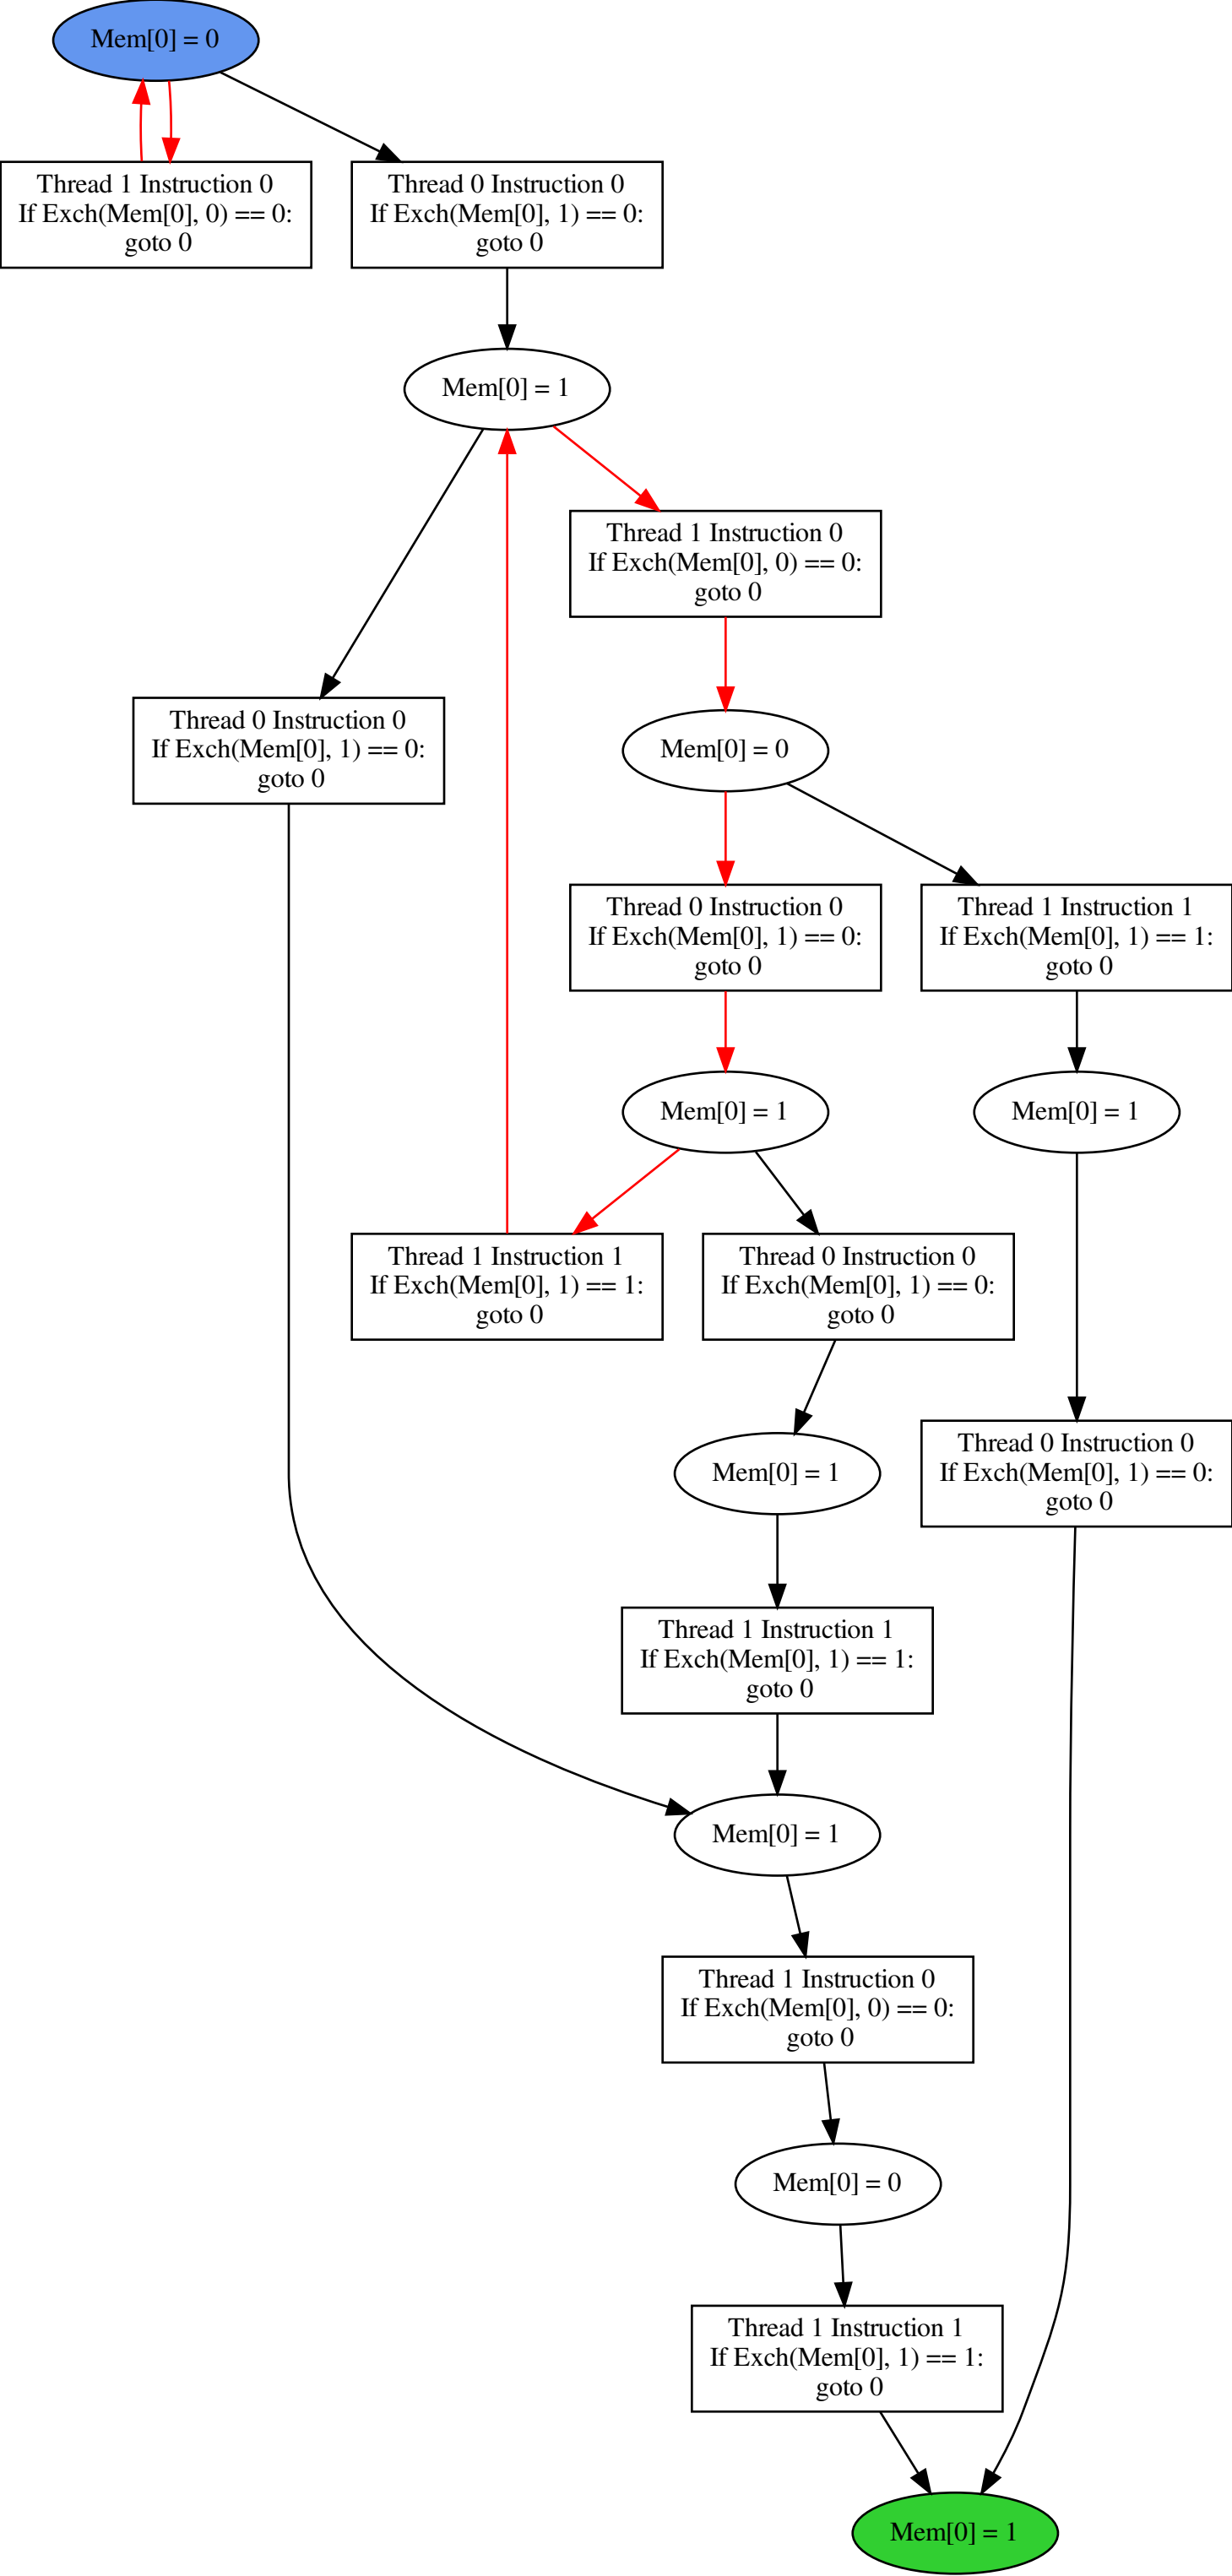 Mem[0] = 0
Thread 1 Instruction 0
If Exch(Mem[0], 0) == 0:
goto 0
Thread 0 Instruction 0
If Exch(Mem[0], 1) == 0:
goto 0
Mem[0] = 1
Thread 1 Instruction 0
If Exch(Mem[0], 0) == 0:
goto 0
Thread 0 Instruction 0
If Exch(Mem[0], 1) == 0:
goto 0
Mem[0] = 0
Thread 0 Instruction 0
If Exch(Mem[0], 1) == 0:
goto 0
Thread 1 Instruction 1
If Exch(Mem[0], 1) == 1:
goto 0
Mem[0] = 1
Mem[0] = 1
Thread 1 Instruction 1
If Exch(Mem[0], 1) == 1:
goto 0
Thread 0 Instruction 0
If Exch(Mem[0], 1) == 0:
goto 0
Mem[0] = 1
Thread 0 Instruction 0
If Exch(Mem[0], 1) == 0:
goto 0
Thread 1 Instruction 1
If Exch(Mem[0], 1) == 1:
goto 0
Mem[0] = 1
Thread 1 Instruction 0
If Exch(Mem[0], 0) == 0:
goto 0
Mem[0] = 0
Thread 1 Instruction 1
If Exch(Mem[0], 1) == 1:
goto 0
Mem[0] = 1